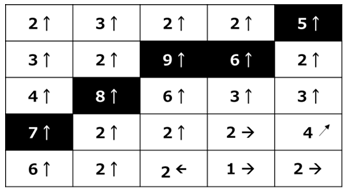 2↑ 3↑ 2↑ 2↑ 5↑
3↑ 2↑ 9↑ 6↑ 2↑
4↑ 8↑ 6↑ 3↑ 3↑
7↑ 2↑ 2↑ 2→ 4↗
6↑ 2↑ 2← 1→ 2→